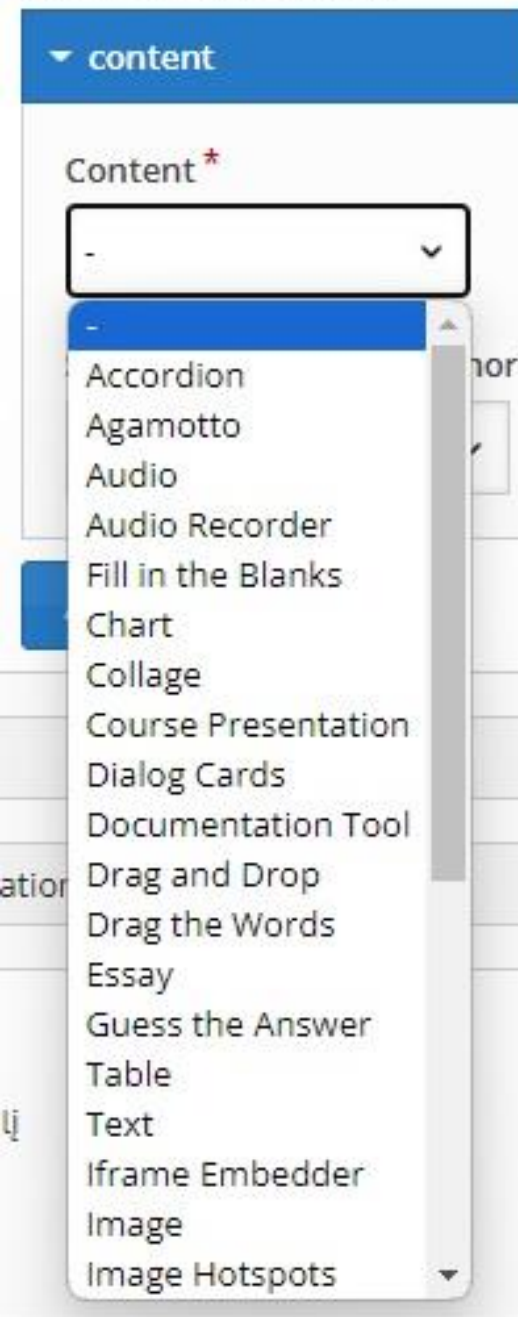 content
Content *
-
-
Accordion
Agamotto
Audio
Audio Recorder
Fill in the Blanks
Chart
Collage
Course Presentation
Dialog Cards
Documentation Tool
Drag and Drop
Drag the Words
Essay
Guess the Answer
Table
Text
Iframe Embedder
Image
Image Hotspots